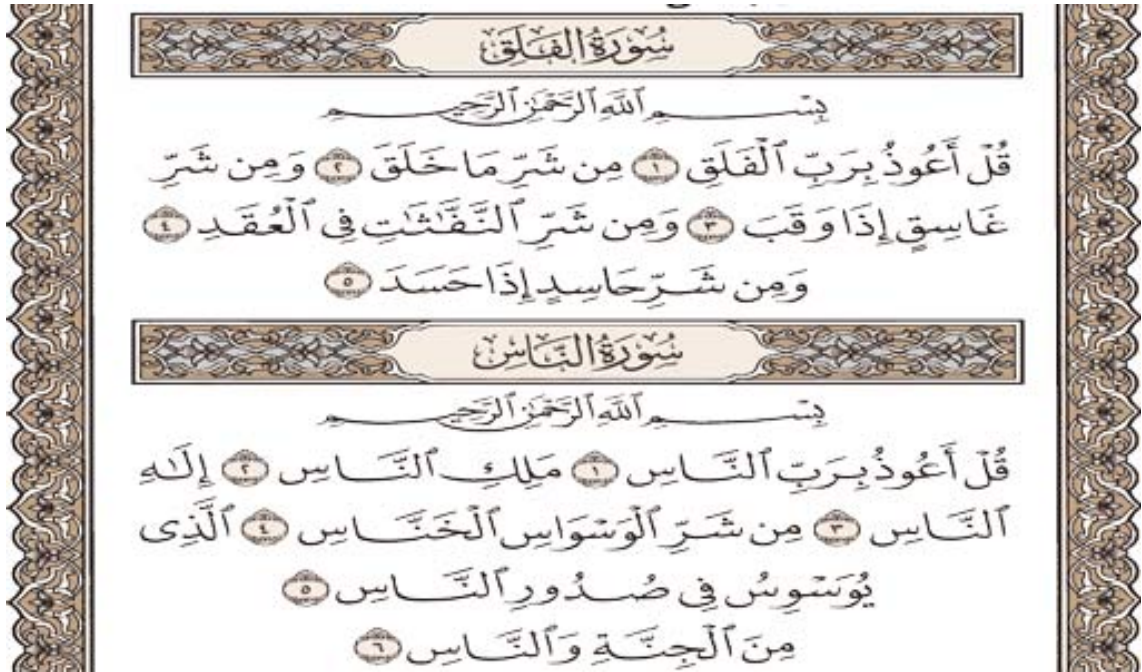 سُورَةُ الفَلَقِ
بِسْمِ ٱللَّهِ ٱلرَّحْمَٰنِ ٱلرَّحِيمِ
قُلْ أَعُوذُ بِرَبِّ ٱلْفَلَقِ ١ مِن شَرِّ مَا خَلَقَ ٢ وَمِن شَرِّ
غَاسِقٍ إِذَا وَقَبَ ٣ وَمِن شَرِّ ٱلنَّفَّٰثَٰتِ فِي ٱلْعُقَدِ ٤
وَمِن شَرِّ حَاسِدٍ إِذَا حَسَدَ ٥
سُورَةُ النَّاسِ
بِسْمِ ٱللَّهِ ٱلرَّحْمَٰنِ ٱلرَّحِيمِ
قُلْ أَعُوذُ بِرَبِّ ٱلنَّاسِ ١ مَلِكِ ٱلنَّاسِ ٢ إِلَٰهِ
ٱلنَّاسِ ٣ مِن شَرِّ ٱلْوَسْوَاسِ ٱلْخَنَّاسِ ٤ ٱلَّذِى
يُوَسْوِسُ فِي صُدُورِ ٱلنَّاسِ ٥
مِنَ ٱلْجِنَّةِ وَٱلنَّاسِ ٦